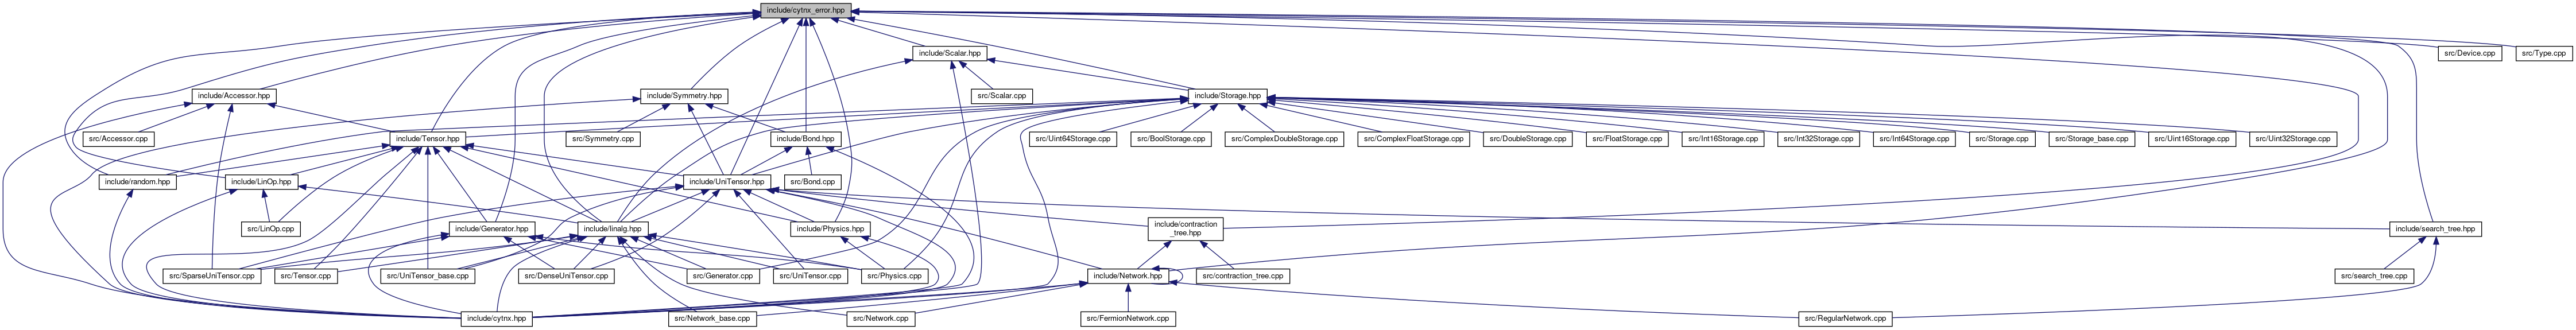 include/cytnx_error.hpp
include/Scalar.hpp
src/Device.cpp
src/Type.cpp
include/Accessor.hpp
include/Symmetry.hpp
src/Scalar.cpp
include/Storage.hpp
src/Accessor.cpp
include/Tensor.hpp
src/Symmetry.cpp
include/Bond.hpp
src/Uint64Storage.cpp
src/BoolStorage.cpp
src/ComplexDoubleStorage.cpp
src/ComplexFloatStorage.cpp
src/DoubleStorage.cpp
src/FloatStorage.cpp
src/Int16Storage.cpp
src/Int32Storage.cpp
src/Int64Storage.cpp
src/Storage.cpp
src/Storage_base.cpp
src/Uint16Storage.cpp
src/Uint32Storage.cpp
include/random.hpp
include/LinOp.hpp
include/UniTensor.hpp
src/Bond.cpp
src/LinOp.cpp
include/Generator.hpp
include/linalg.hpp
include/Physics.hpp
include/contraction
_tree.hpp
include/search_tree.hpp
src/SparseUniTensor.cpp
src/Tensor.cpp
src/UniTensor_base.cpp
src/DenseUniTensor.cpp
src/Generator.cpp
src/UniTensor.cpp
src/Physics.cpp
include/Network.hpp
src/contraction_tree.cpp
src/search_tree.cpp
include/cytnx.hpp
src/Network_base.cpp
src/Network.cpp
src/FermionNetwork.cpp
src/RegularNetwork.cpp